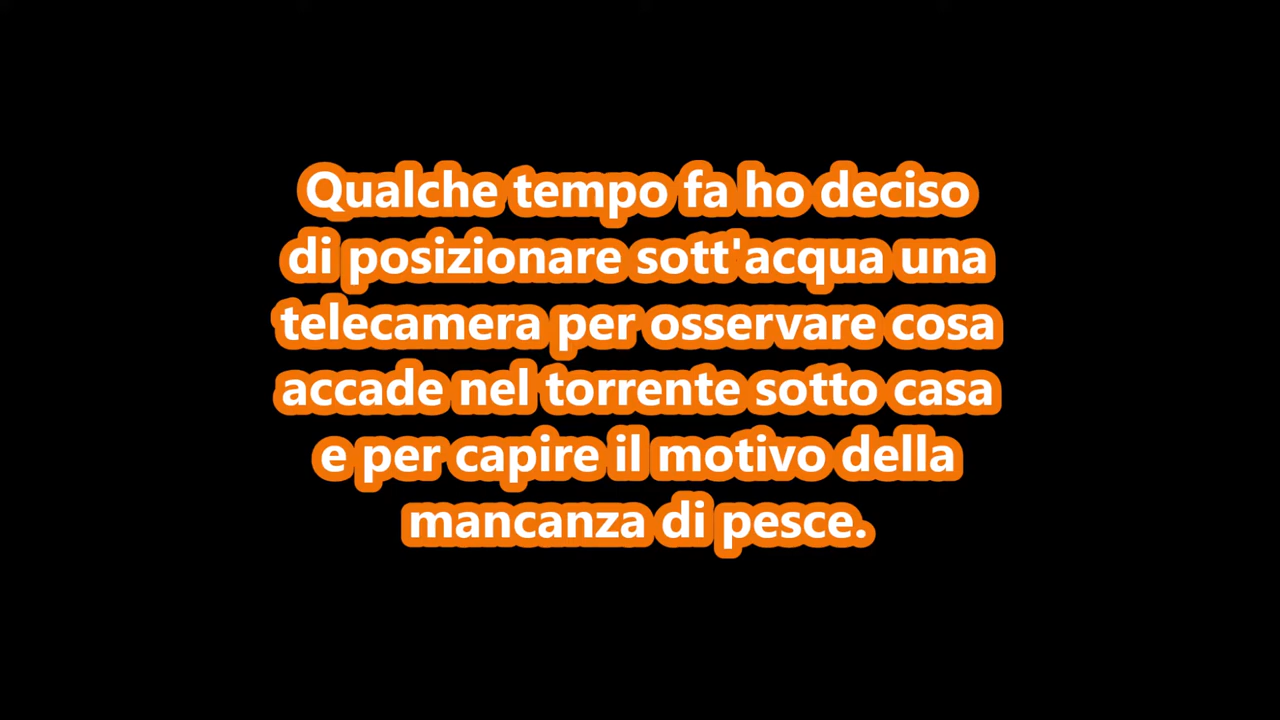 Qualche tempo fa ho deciso
di posizionare sott'acqua una
telecamera per osservare cosa
accade nel torrente sotto casa
e per capire il motivo della
mancanza di pesce.